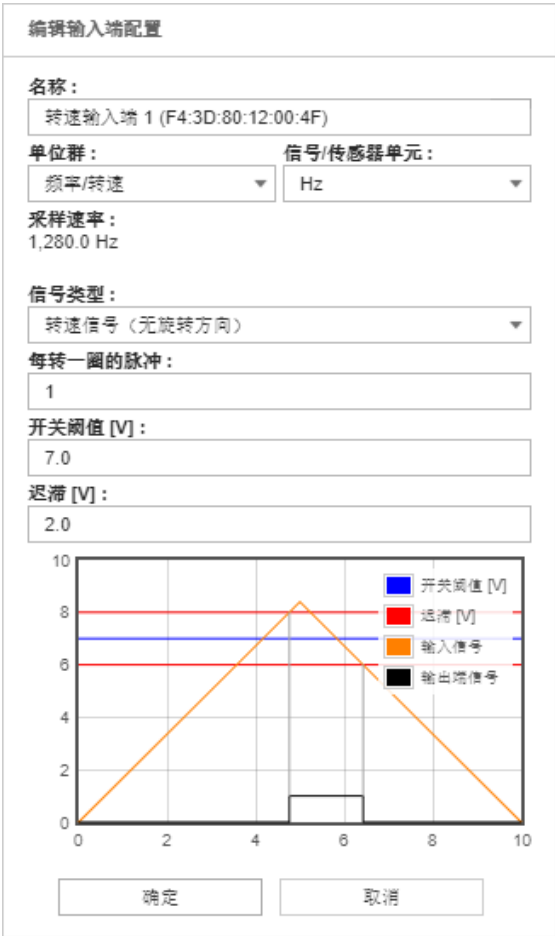 编辑输入端配置
名称：
转速输入端 1 (F4:3D:80:12:00:4F)
单位群： 信号/传感器单元：
频率/转速 Hz
采样速率：
1,280.0 Hz
信号类型：
转速信号（无旋转方向）
每转一圈的脉冲：
1
开关阈值 [V]：
7.0
迟滞 [V]：
2.0
10
开关阈值 [V]
8
迟滞 [V]
输入信号
6
输出端信号
4
2
0
0 2 4 6 8 10
确定 取消